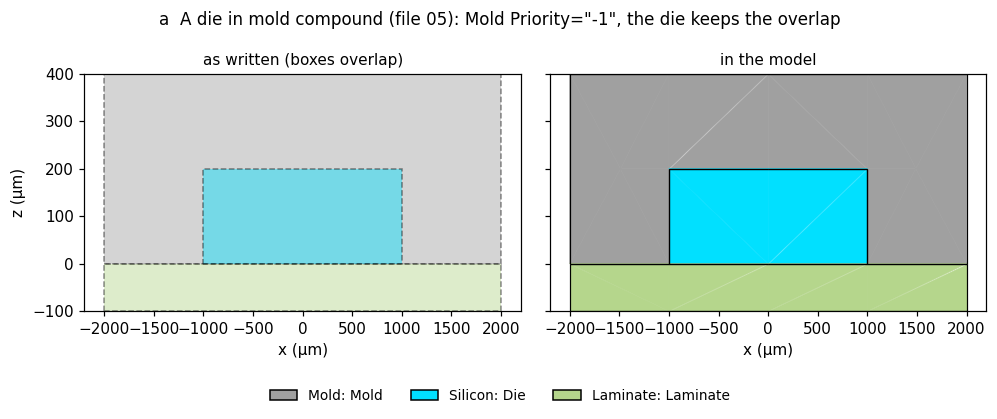 a  A die in mold compound (file 05): Mold Priority="-1", the die keeps the overlap
as written (boxes overlap)
in the model
400
300
200
100
0
−100
z (μm)
−2000−1500−1000 −500 0 500 1000 1500 2000
−2000−1500−1000 −500 0 500 1000 1500 2000
x (μm)
x (μm)
Mold: Mold
Silicon: Die
Laminate: Laminate